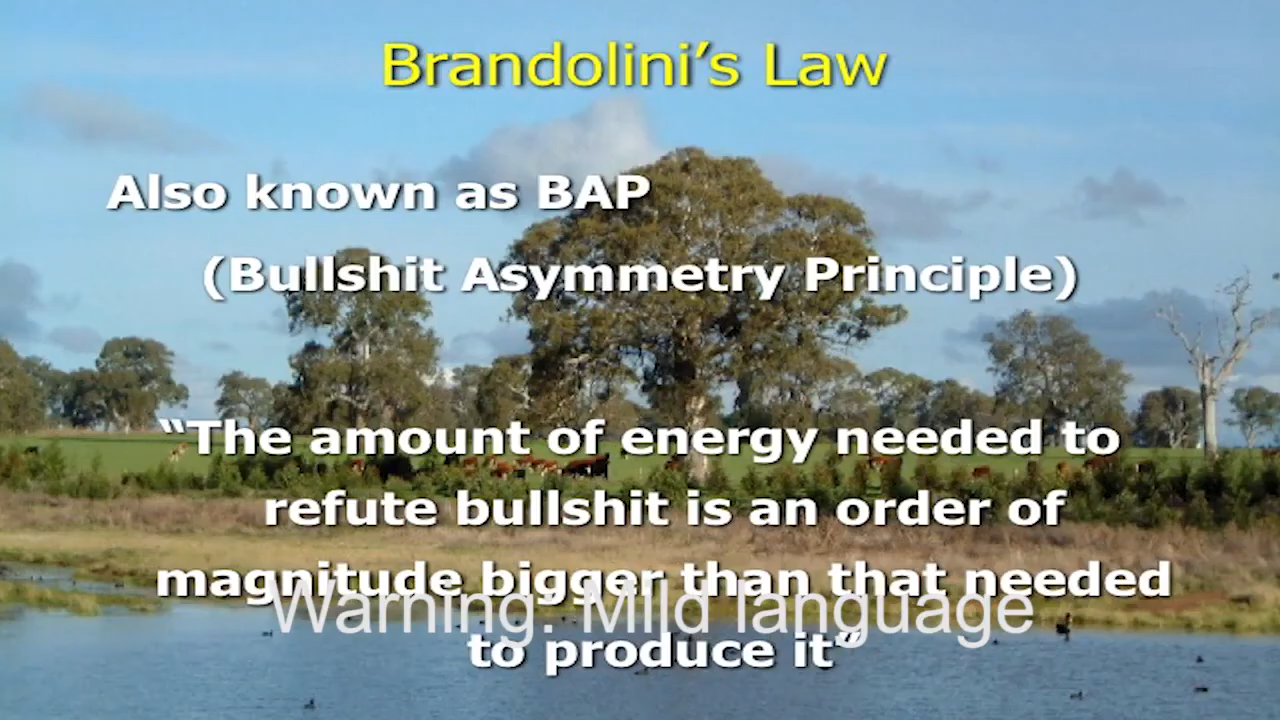 Brandolini’s Law
Also known as BAP
(Bullshit Asymmetry Principle)
“The amount of energy needed to
refute bullshit is an order of
magnitude bigger than that needed
Warning: Mild language
to produce it”